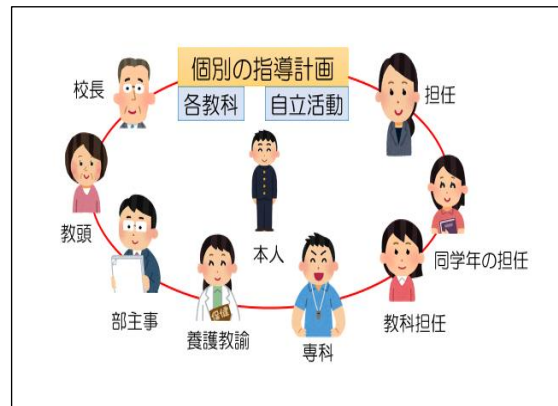 個別の指導計画
各教科 自立活動
校長
担任
教頭
本人
同学年の担任
部主事
養護教諭
専科
教科担任
保健